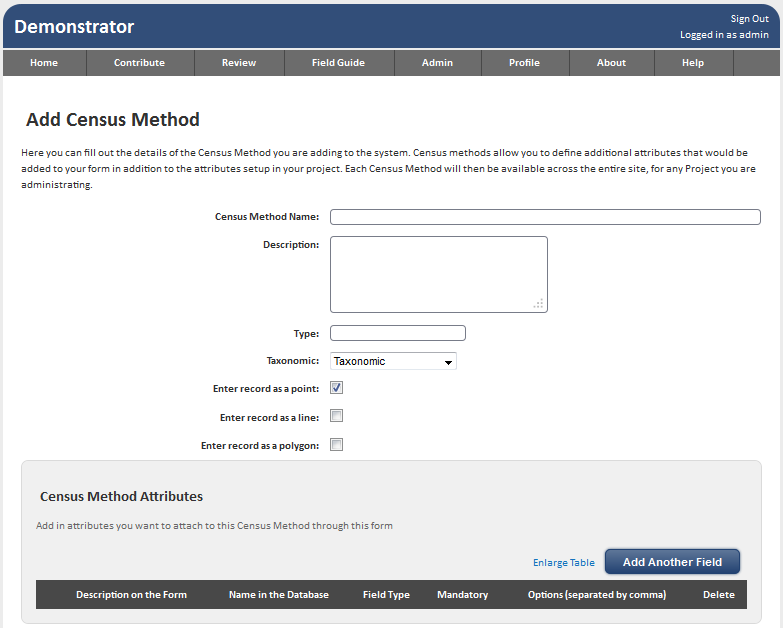 Demonstrator
Sign Out
Logged in as admin
Home Contribute Review Field Guide Admin Profile About Help
Add Census Method
Here you can fill out the details of the Census Method you are adding to the system. Census methods allow you to define additional attributes that would be
added to your form in addition to the attributes setup in your project. Each Census Method will then be available across the entire site, for any Project you are
administrating.
Census Method Name:
Description:
Type:
Taxonomic: Taxonomic
Enter record as a point:
Enter record as a line:
Enter record as a polygon:
Census Method Attributes
Add in attributes you want to attach to this Census Method through this form
Enlarge Table Add Another Field
Description on the Form Name in the Database Field Type Mandatory Options (separated by comma) Delete